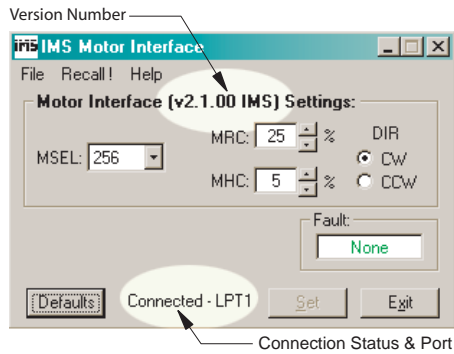 Version Number
ims IMS Motor Interface
File Recall! Help
Motor Interface (v2.1.00 IMS) Settings:
MSEL: 256
MRC: 25 %
DIR
CW
MHC: 5 %
CCW
Fault:
None
Defaults
Connected - LPT1
Set
Exit
Connection Status & Port